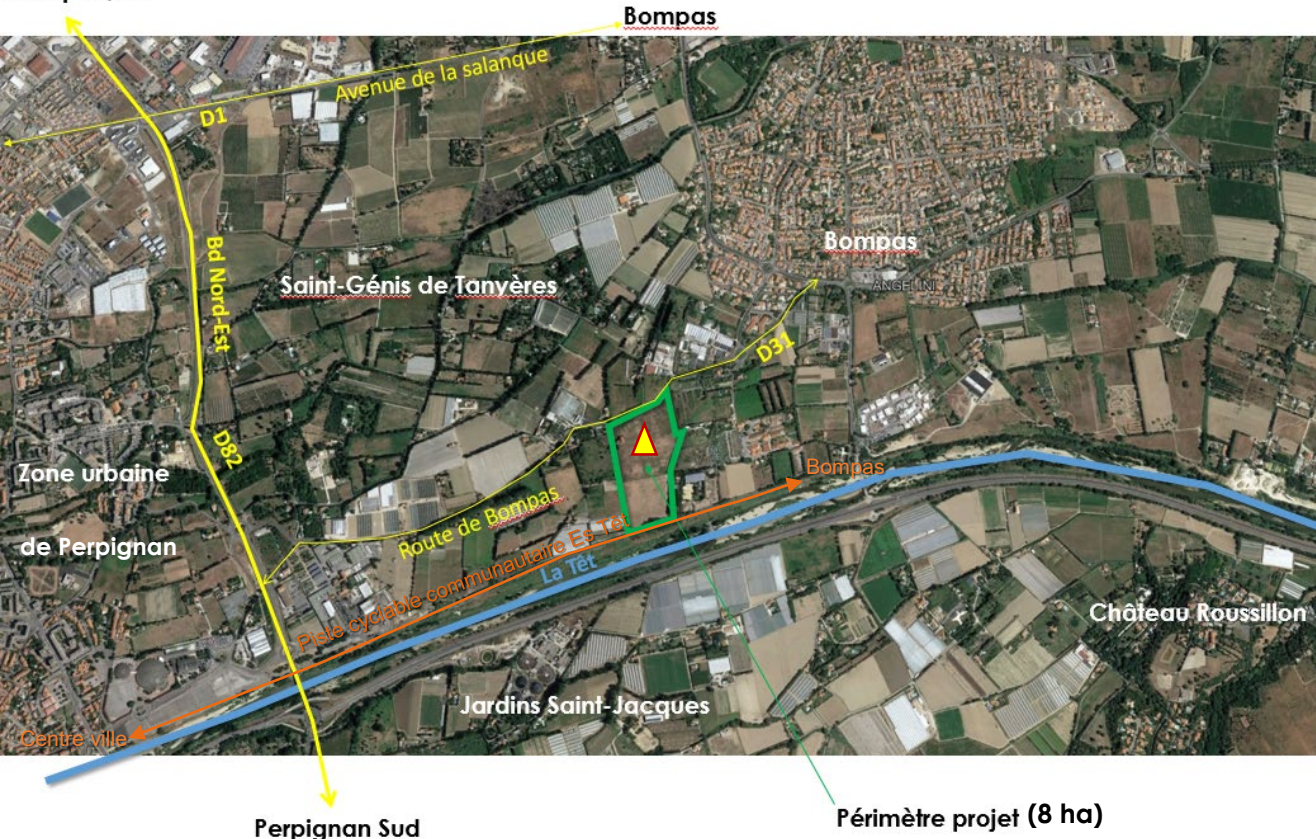 Bompas
Avenue de la salanque
D1
Bd Nord-Est
Saint-Génis de Tanyères
Bompas
ANGELINI
D31
D82
Zone urbaine
de Perpignan
Route de Bompas
Bompas
Piste cyclable communautaire Es Têt
La Têt
Château Roussillon
Jardins Saint-Jacques
Centre ville
Périmètre projet (8 ha)
Perpignan Sud